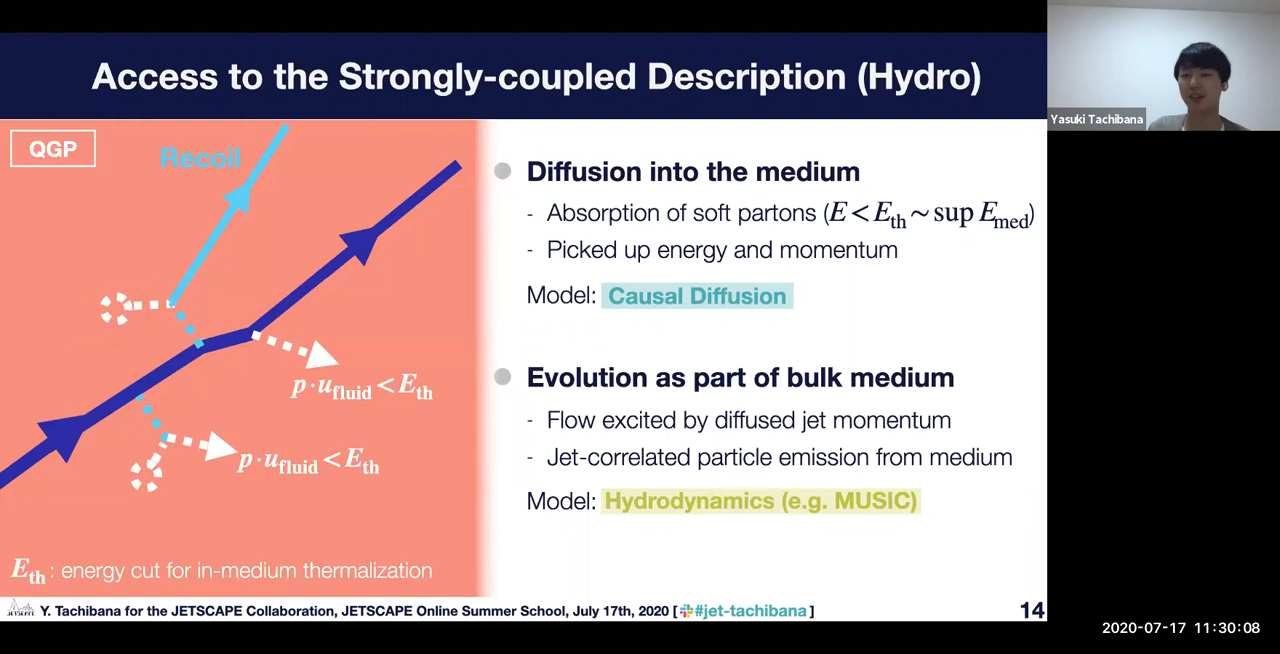 Access to the Strongly-coupled Description (Hydro)
Yasuki Tachibana
QGP
Recoil
p·u_fluid < E_th
p·u_fluid < E_th
E_th : energy cut for in-medium thermalization
Diffusion into the medium
- Absorption of soft partons (E < E_th ~ sup E_med)
- Picked up energy and momentum
Model: Causal Diffusion
Evolution as part of bulk medium
- Flow excited by diffused jet momentum
- Jet-correlated particle emission from medium
Model: Hydrodynamics (e.g. MUSIC)
JETSCAPE
Y. Tachibana for the JETSCAPE Collaboration, JETSCAPE Online Summer School, July 17th, 2020 [ #jet-tachibana ]
14
2020-07-17 11:30:08